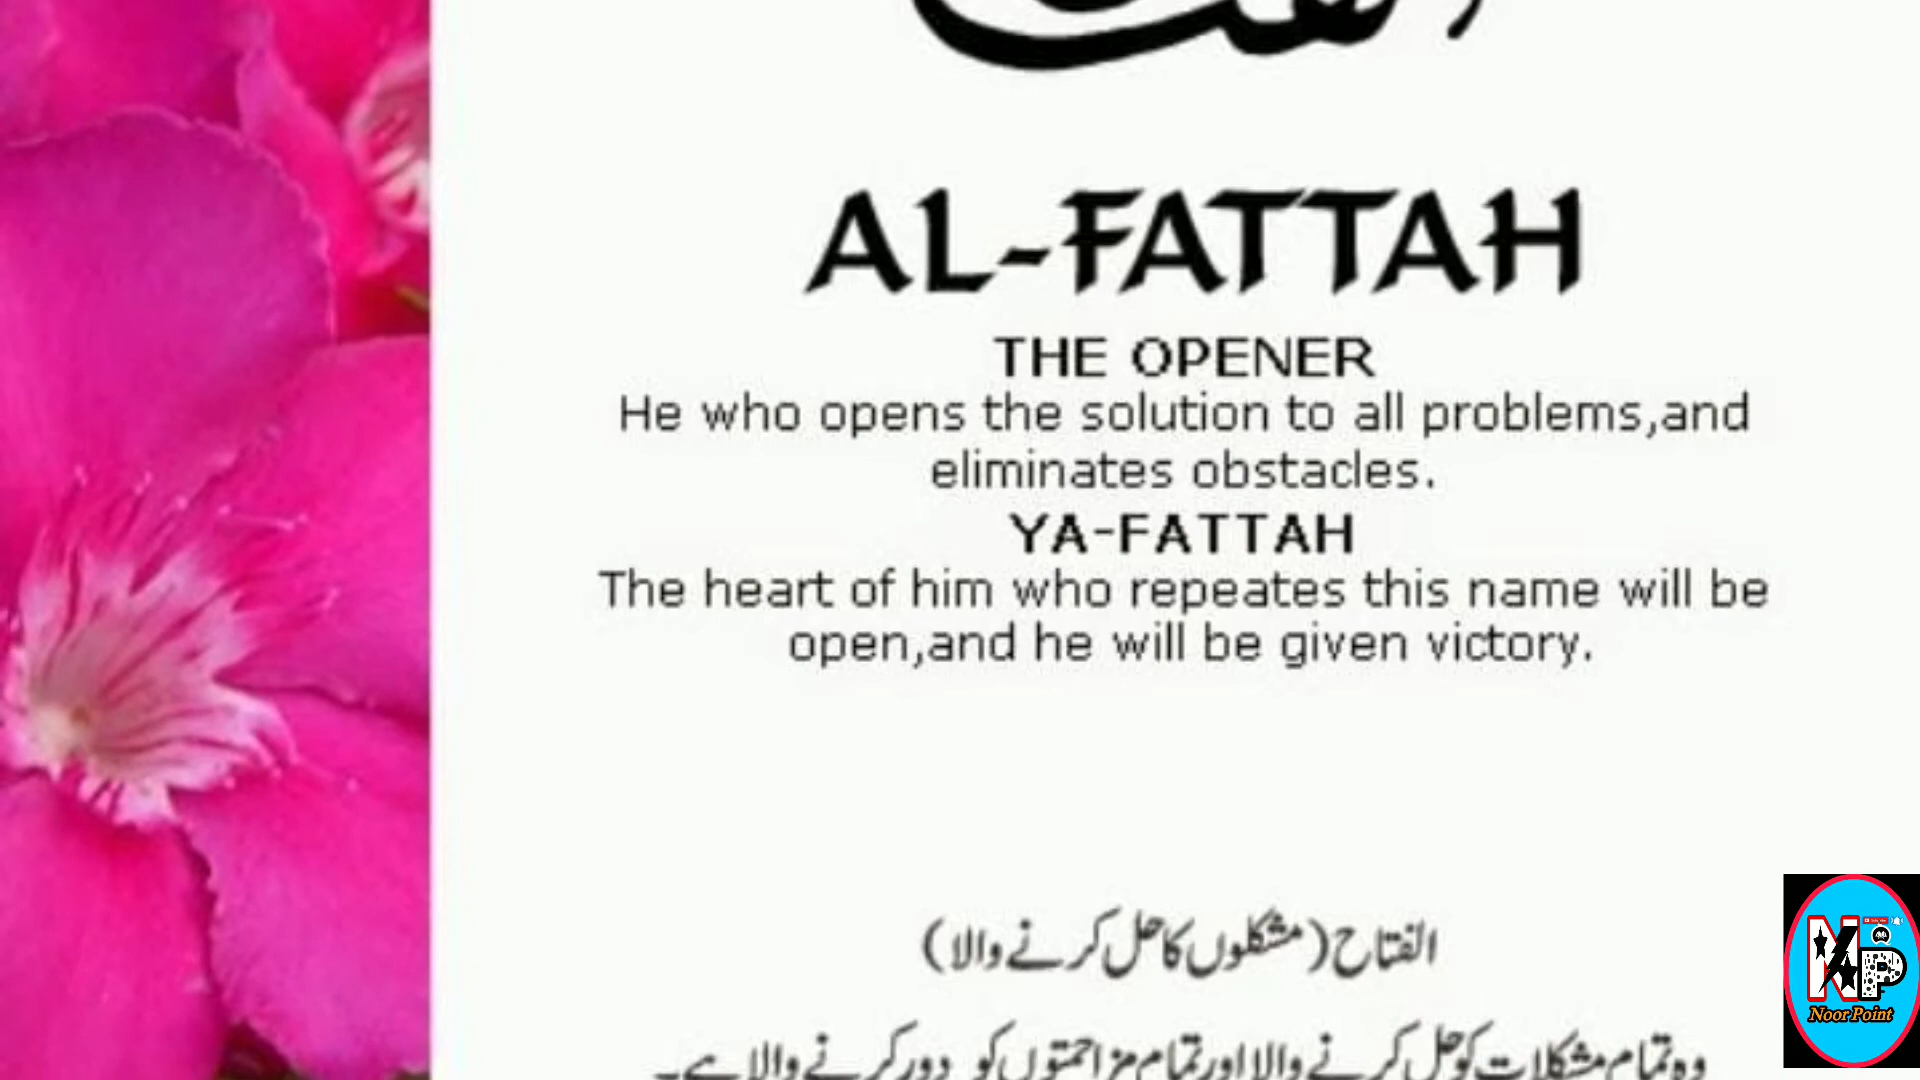 AL-FATTAH
THE OPENER
He who opens the solution to all problems,and
eliminates obstacles.
YA-FATTAH
The heart of him who repeates this name will be
open,and he will be given victory.
الفتاح (مشکلوں کا حل کرنے والا)
وہ تمام مشکلات کو حل کرنے والا اور تمام مزاحمتوں کو دور کرنے والا ہے۔
NP
Noor Point